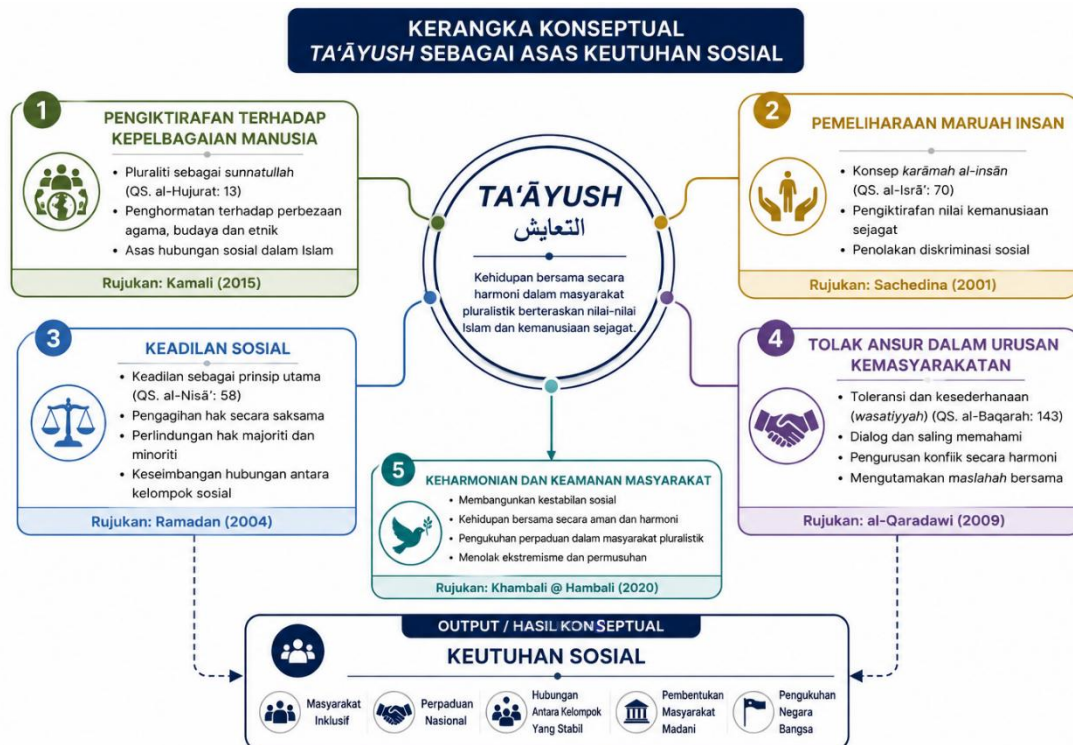 KERANGKA KONSEPTUAL
TA‘ĀYUSH SEBAGAI ASAS KEUTUHAN SOSIAL
1
PENGIKTIRAFAN TERHADAP
KEPELBAGAIAN MANUSIA
• Pluraliti sebagai sunnatullah
(QS. al-Hujurat: 13)
• Penghormatan terhadap perbezaan
agama, budaya dan etnik
• Asas hubungan sosial dalam Islam
Rujukan: Kamali (2015)
TA‘ĀYUSH
التعايش
Kehidupan bersama secara
harmoni dalam masyarakat
pluralistik berteraskan nilai-nilai
Islam dan kemanusiaan sejagat.
2
PEMELIHARAAN MARUAH INSAN
• Konsep karāmah al-insān
(QS. al-Isrā’: 70)
• Pengiktirafan nilai kemanusiaan
sejagat
• Penolakan diskriminasi sosial
Rujukan: Sachedina (2001)
3
KEADILAN SOSIAL
• Keadilan sebagai prinsip utama
(QS. al-Nisā’: 58)
• Pengagihan hak secara saksama
• Perlindungan hak majoriti dan
minoriti
• Keseimbangan hubungan antara
kelompok sosial
Rujukan: Ramadan (2004)
4
TOLAK ANSUR DALAM URUSAN
KEMASYARAKATAN
• Toleransi dan kesederhanaan
(wasatiyyah) (QS. al-Baqarah: 143)
• Dialog dan saling memahami
• Pengurusan konflik secara harmoni
• Mengutamakan maslahah bersama
Rujukan: al-Qaradawi (2009)
5
KEHARMONIAN DAN KEAMANAN MASYARAKAT
• Membangunkan kestabilan sosial
• Kehidupan bersama secara aman dan harmoni
• Pengukuhan perpaduan dalam masyarakat pluralistik
• Menolak ekstremisme dan permusuhan
Rujukan: Khambali @ Hambali (2020)
OUTPUT / HASIL KONSEPTUAL
KEUTUHAN SOSIAL
Masyarakat
Inklusif
Perpaduan
Nasional
Hubungan
Antara Kelompok
Yang Stabil
Pembentukan
Masyarakat
Madani
Pengukuhan
Negara
Bangsa